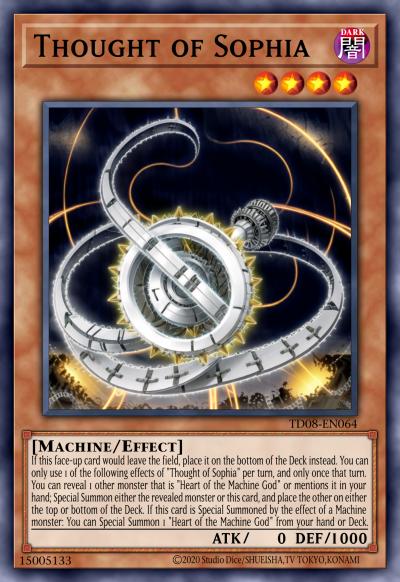 THOUGHT OF SOPHIA
DARK
闇
TD08-EN064
[MACHINE/EFFECT]
If this face-up card would leave the field, place it on the bottom of the Deck instead. You can
only use 1 of the following effects of "Thought of Sophia" per turn, and only once that turn.
You can reveal 1 other monster that is "Heart of the Machine God" or mentions it in your
hand; Special Summon either the revealed monster or this card, and place the other on either
the top or bottom of the Deck. If this card is Special Summoned by the effect of a Machine
monster: You can Special Summon 1 "Heart of the Machine God" from your hand or Deck.
ATK/ 0 DEF/1000
15005133
©2020 Studio Dice/SHUEISHA, TV TOKYO, KONAMI